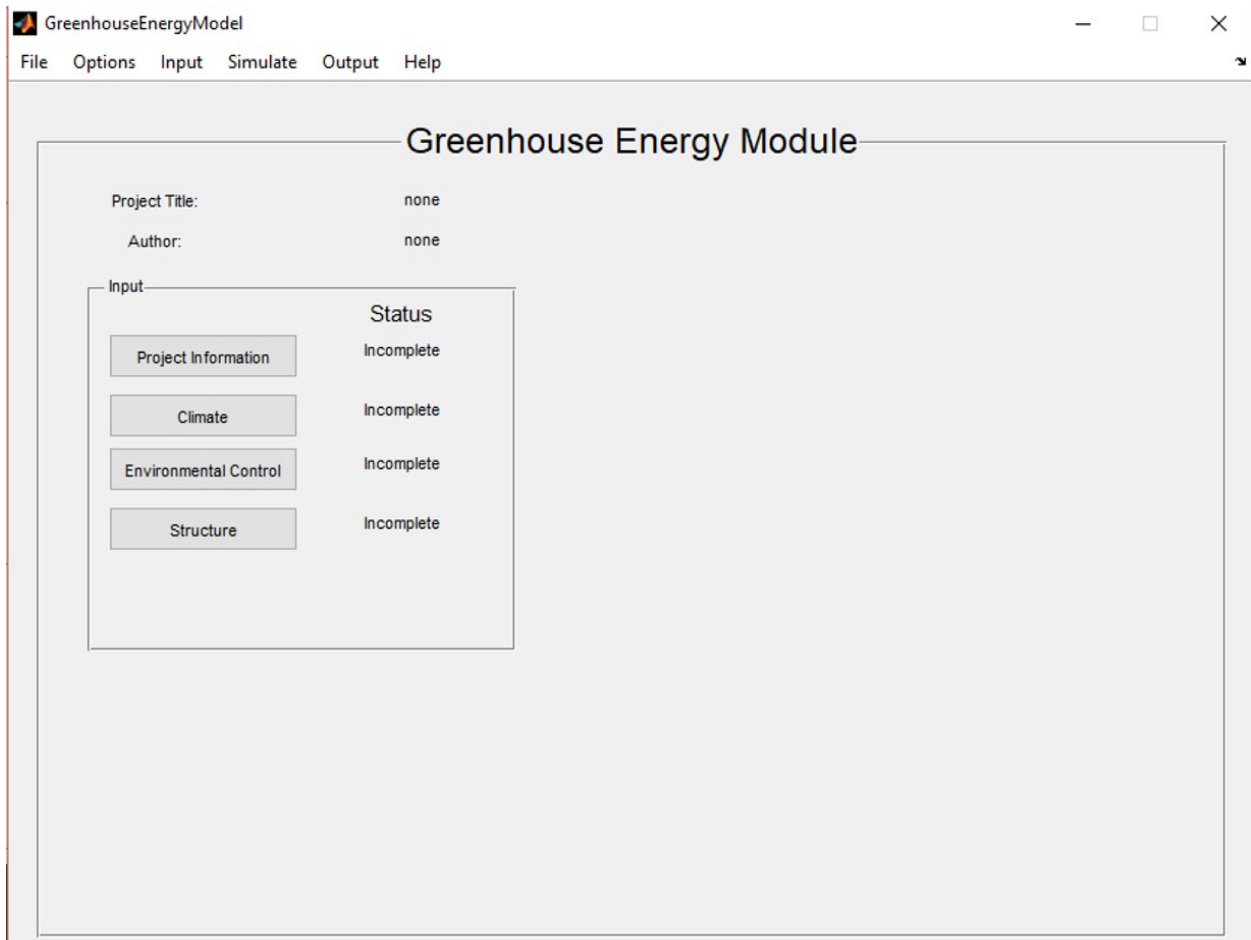 GreenhouseEnergyModel
File Options Input Simulate Output Help
Greenhouse Energy Module
Project Title: none
Author: none
Input
Status
Project Information Incomplete
Climate Incomplete
Environmental Control Incomplete
Structure Incomplete